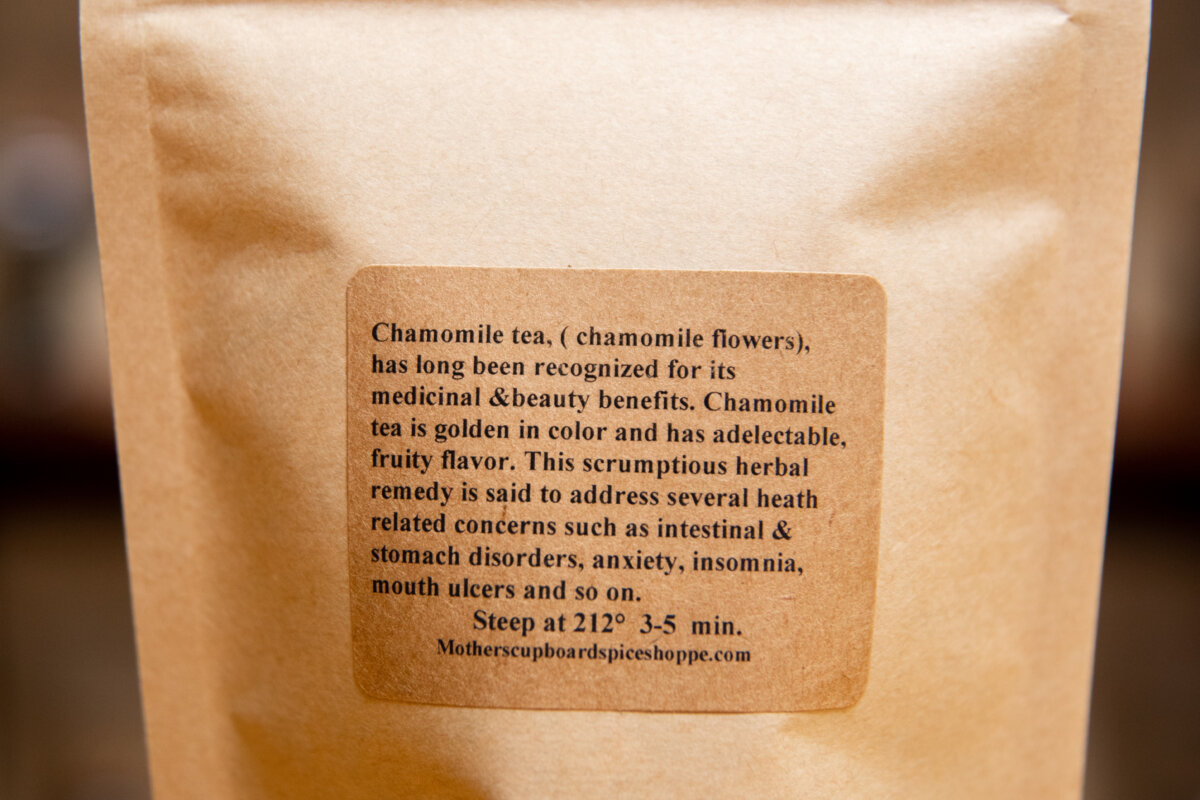 Chamomile tea, ( chamomile flowers),
has long been recognized for its
medicinal &beauty benefits. Chamomile
tea is golden in color and has adelectable,
fruity flavor. This scrumptious herbal
remedy is said to address several heath
related concerns such as intestinal &
stomach disorders, anxiety, insomnia,
mouth ulcers and so on.
Steep at 212° 3-5 min.
Motherscupboardspiceshoppe.com